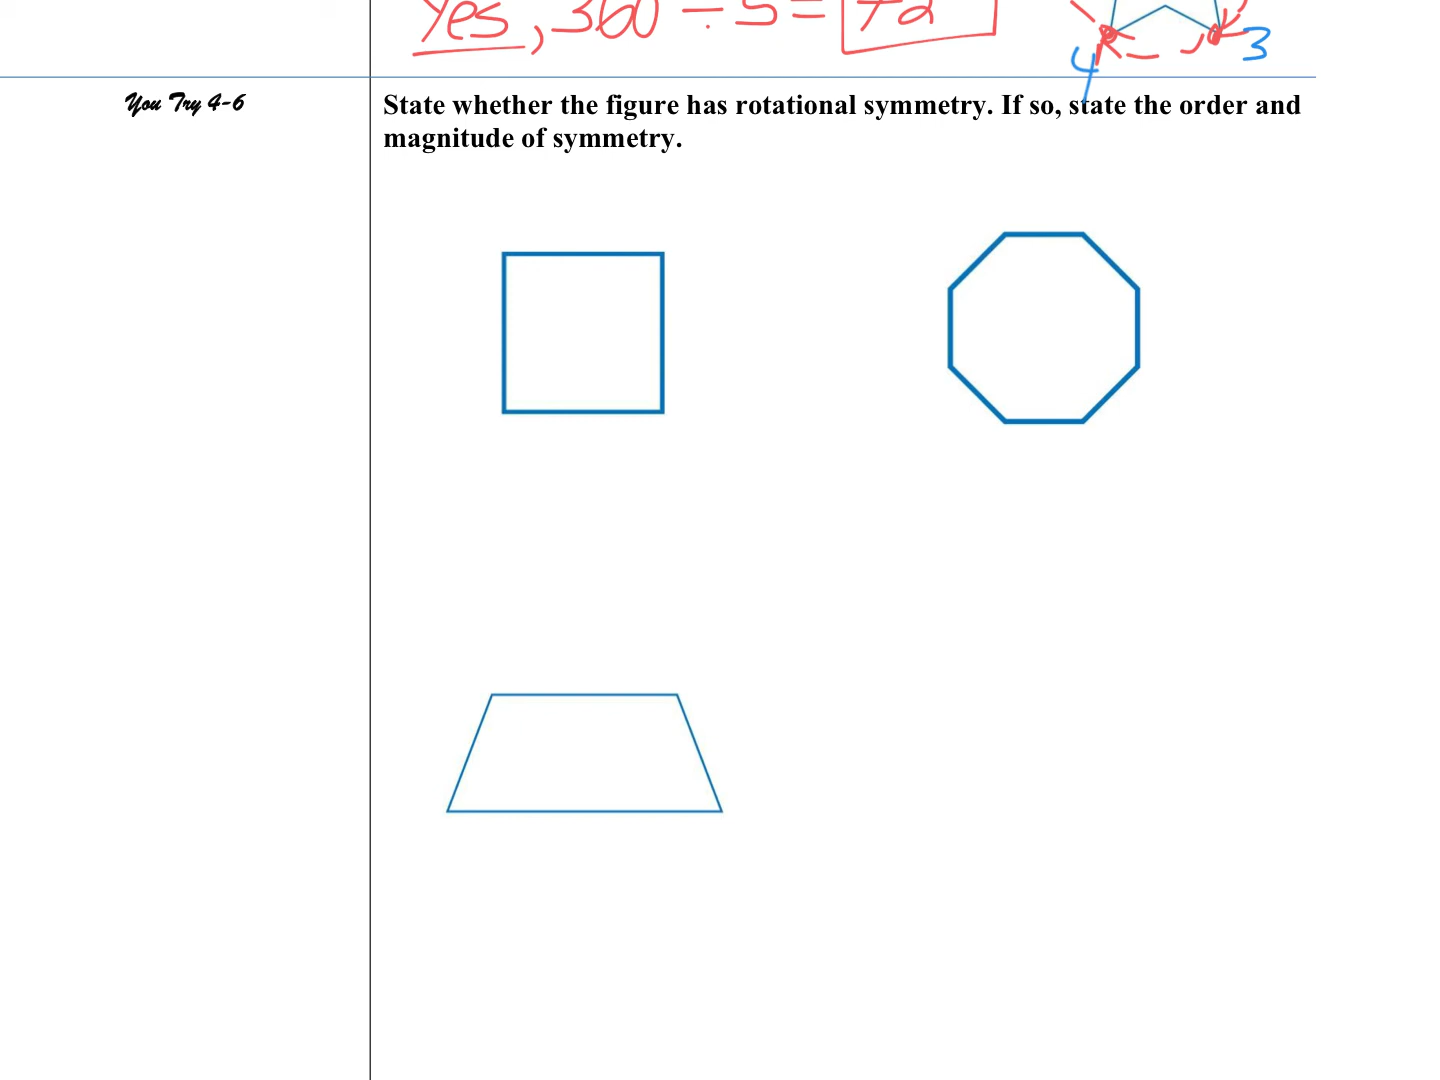 Yes, 360 ÷ 5 = 72
3
4
You Try 4-6
State whether the figure has rotational symmetry. If so, state the order and
magnitude of symmetry.